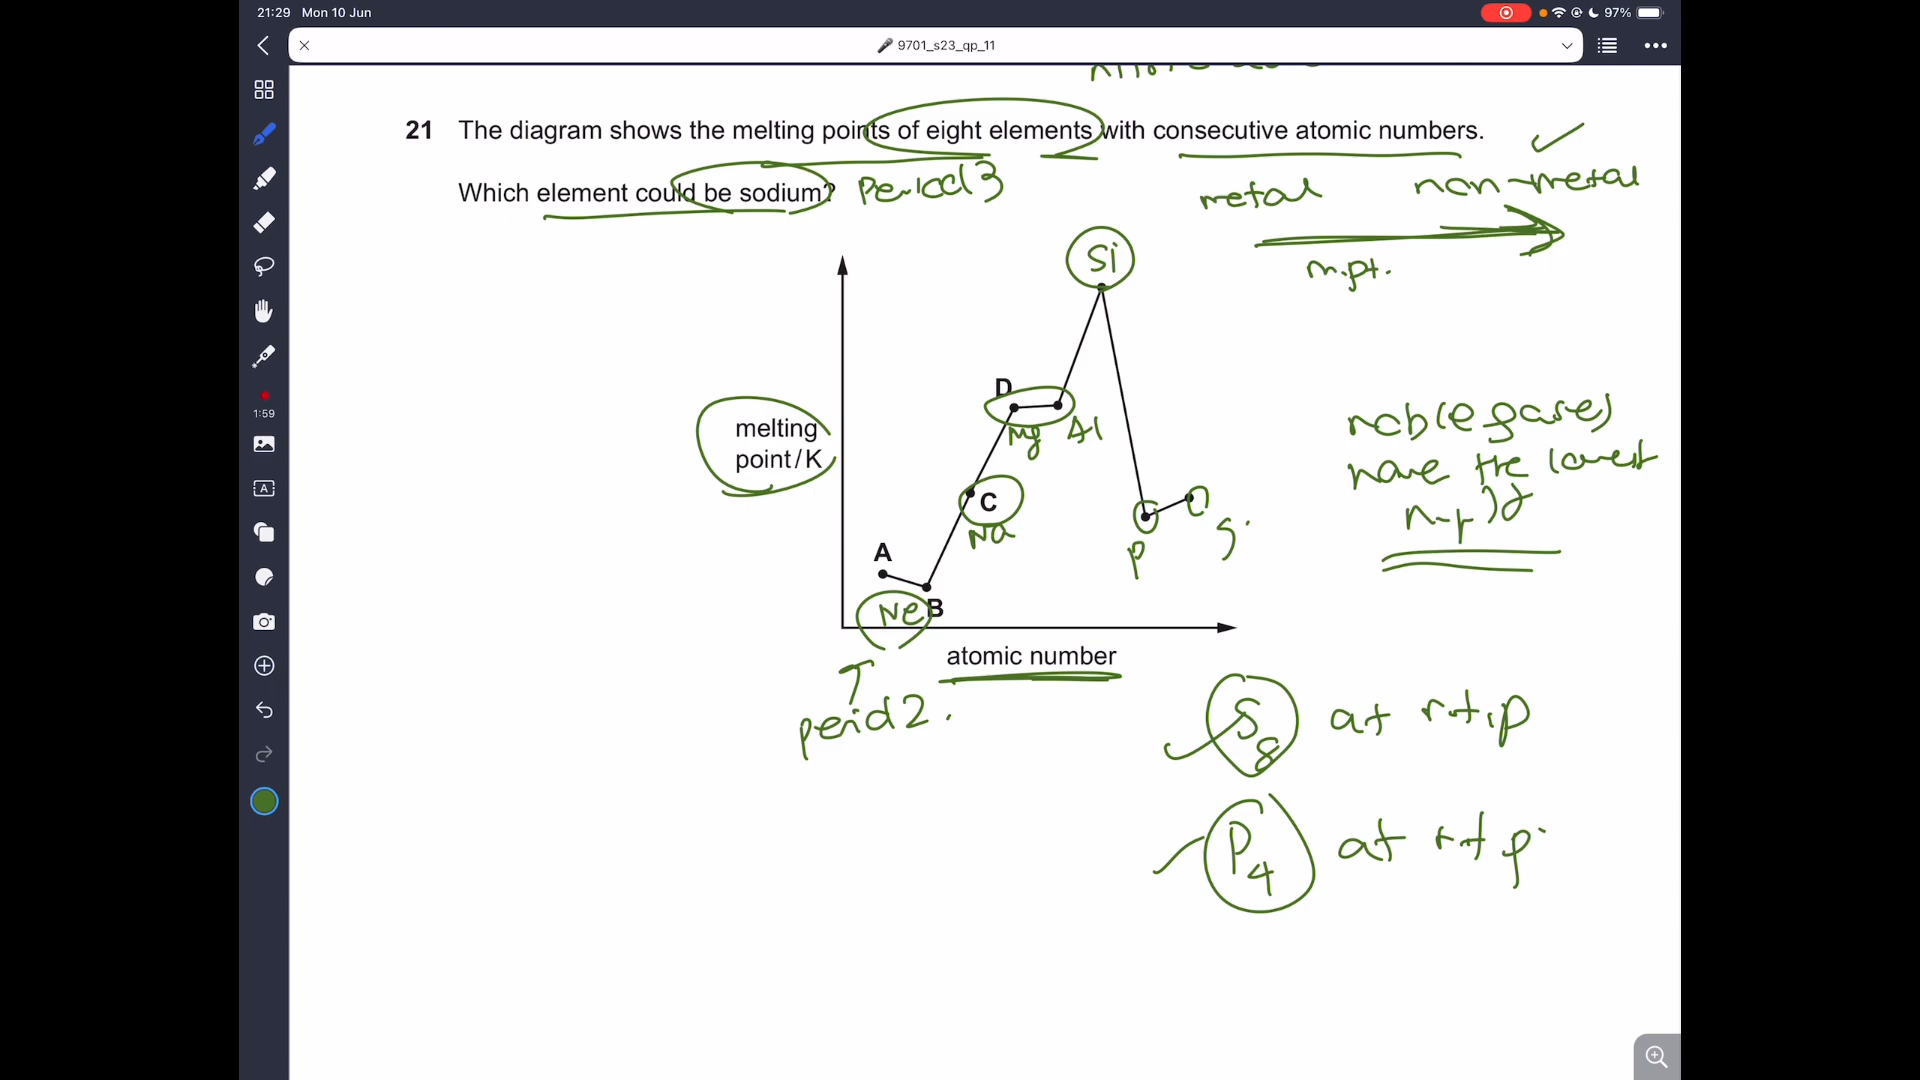 21:29 Mon 10 Jun
97%
9701_s23_qp_11
21 The diagram shows the melting points of eight elements with consecutive atomic numbers.
Which element could be sodium?
Period 3
metal
non-metal
m.pt.
Si
D
Mg
Al
melting
point/K
C
Na
A
B
Ne
P
S
noble gases
have the lowest
atomic number
period 2.
S8 at r.t.p
P4 at rtp
1:59
A